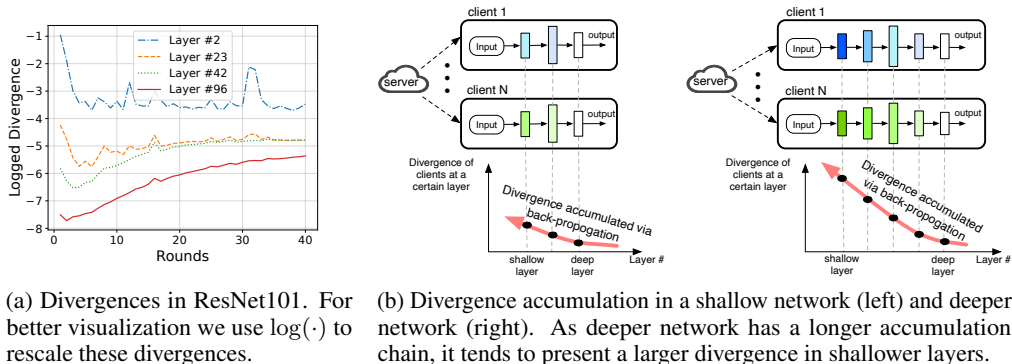 Layer #2
Layer #23
Layer #42
Layer #96
−1
−2
−3
−4
−5
−6
−7
−8
0
10
20
30
40
Logged Divergence
Rounds
(a) Divergences in ResNet101. For
better visualization we use log(·) to
rescale these divergences.
client 1
Input
output
server
client N
Input
output
Divergence of
clients at a
certain layer
Divergence accumulated via
back-propogation
shallow
layer
deep
layer
Layer #
client 1
Input
output
server
client N
Input
output
Divergence of
clients at a
certain layer
Divergence accumulated
via back-propogation
shallow
layer
deep
layer
Layer #
(b) Divergence accumulation in a shallow network (left) and deeper
network (right). As deeper network has a longer accumulation
chain, it tends to present a larger divergence in shallower layers.